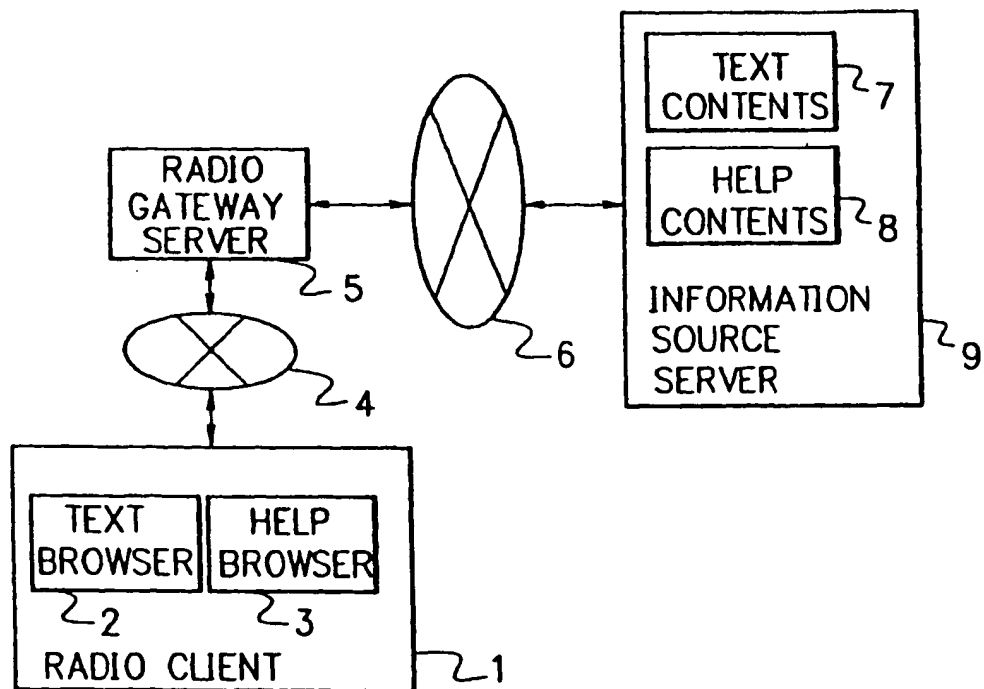 TEXT
CONTENTS
7
HELP
CONTENTS
8
INFORMATION
SOURCE
SERVER
9
RADIO
GATEWAY
SERVER
5
6
4
TEXT
BROWSER
2
HELP
BROWSER
3
RADIO CLIENT
1